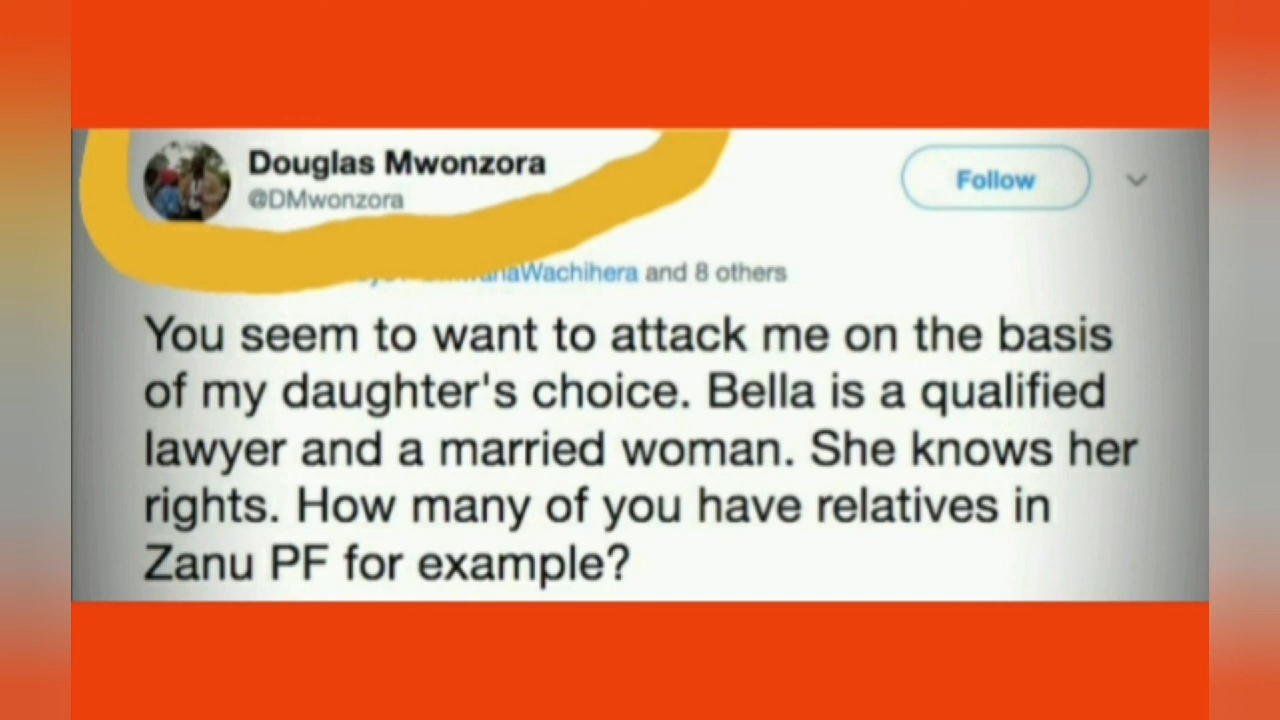 Douglas Mwonzora
@DMwonzora
Follow
and 8 others
You seem to want to attack me on the basis
of my daughter's choice. Bella is a qualified
lawyer and a married woman. She knows her
rights. How many of you have relatives in
Zanu PF for example?